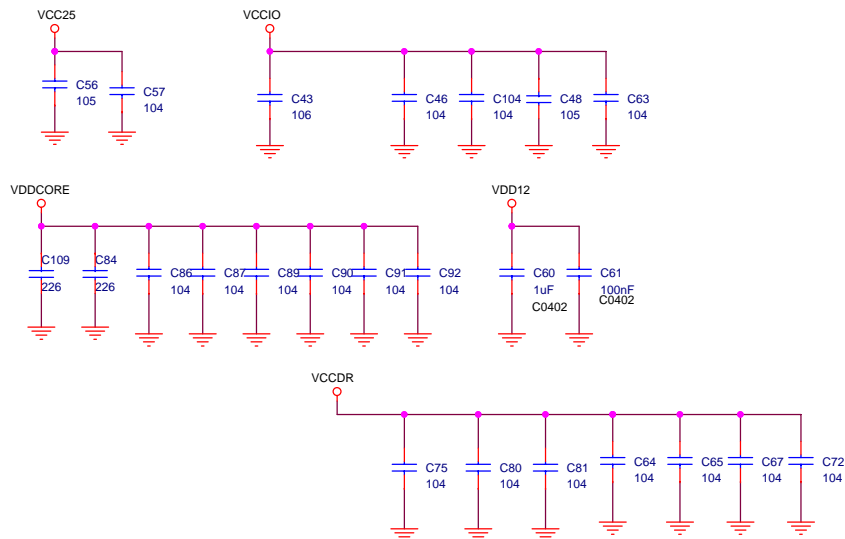 VCC25
VCCIO
C56
105
C57
104
C43
106
C46
104
C104
104
C48
105
C63
104
VDDCORE
VDD12
C109
226
C84
226
C86
104
C87
104
C89
104
C90
104
C91
104
C92
104
C60
1uF
C0402
C61
100nF
C0402
VCCDR
C75
104
C80
104
C81
104
C64
104
C65
104
C67
104
C72
104